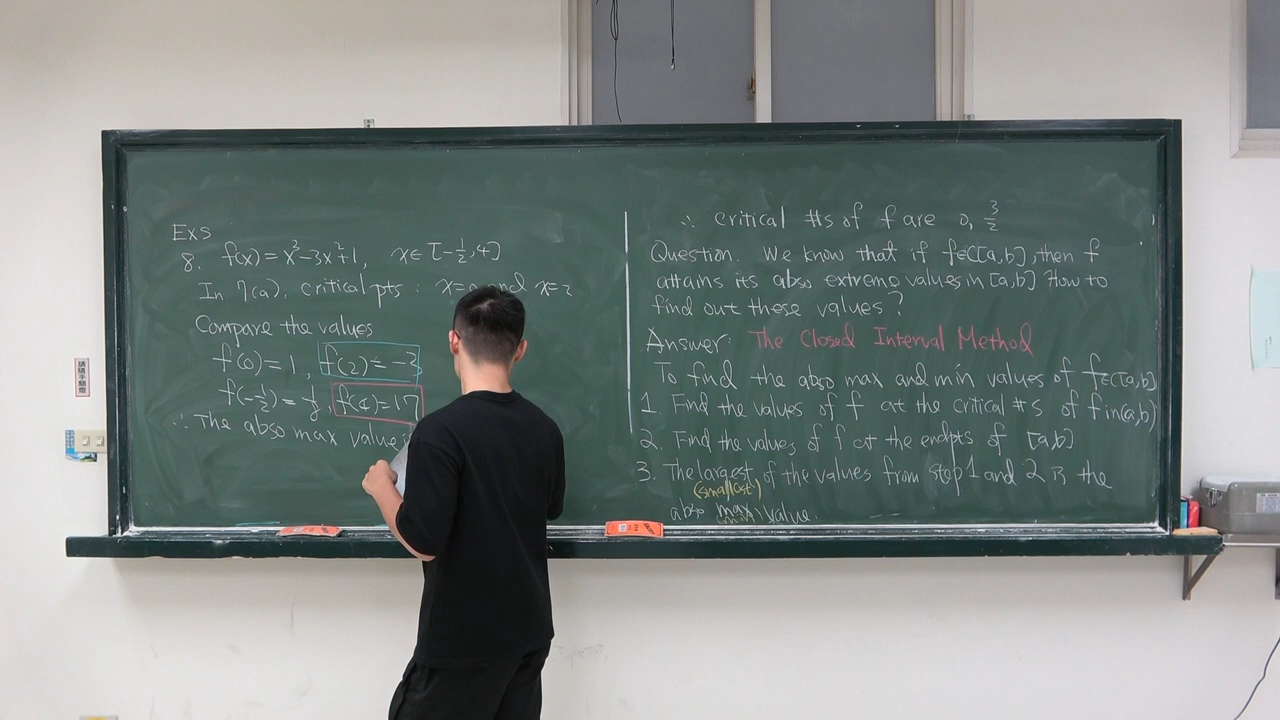 Exs
8. f(x) = x³-3x²+1, x∈[-1/2,4]
In 7(a), critical pts : x=0 and x=2
Compare the values
f(0)=1, f(2)=-3
f(-1/2)=1/8, f(4)=17
∴ The abso max value
∴ critical #s of f are 0, 3/2
Question. We know that if f∈C[a,b], then f
attains its abso extreme values in [a,b] How to
find out these values?
Answer: The Closed Interval Method
To find the abso max and min values of f∈C[a,b]
1. Find the values of f at the critical #s of f in (a,b)
2. Find the values of f at the endpts of [a,b]
3. The largest of the values from step 1 and 2 is the
(smallest)
abso max value.
min